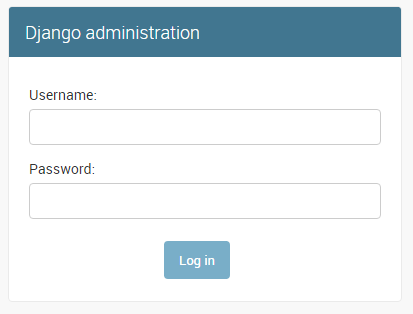 Django administration
Username:
Password:
Log in